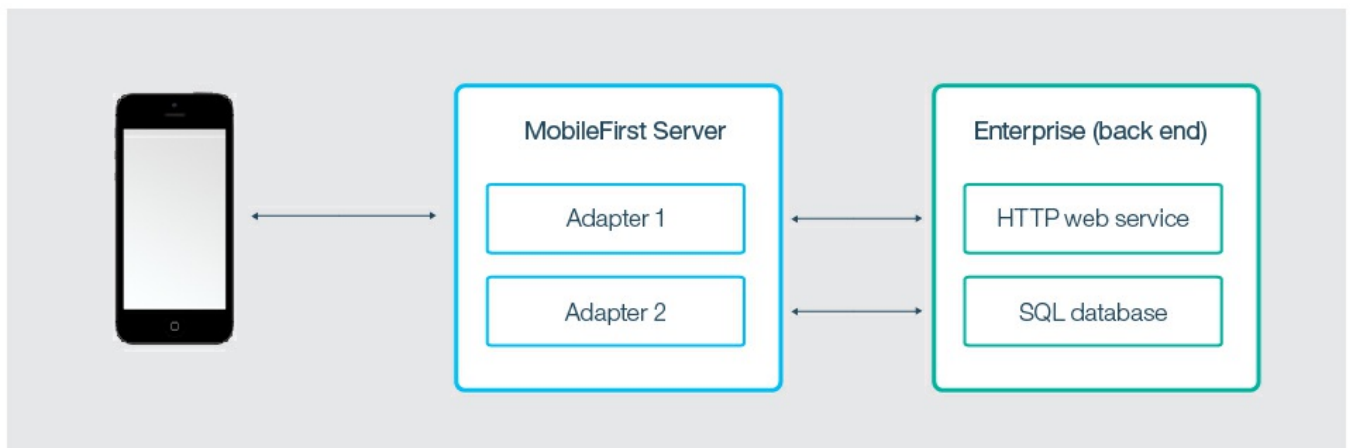 MobileFirst Server
Adapter 1
Adapter 2
Enterprise (back end)
HTTP web service
SQL database